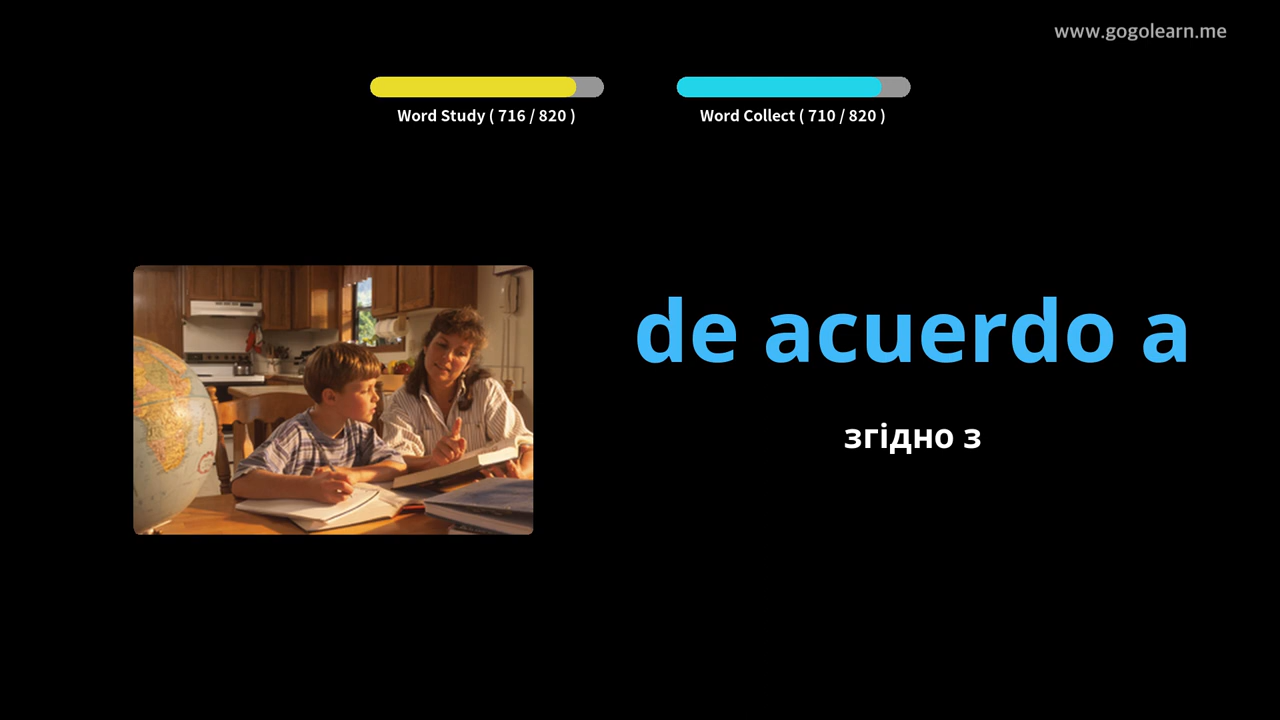 www.gogolearn.me
Word Study ( 716 / 820 )
Word Collect ( 710 / 820 )
de acuerdo a
згідно з